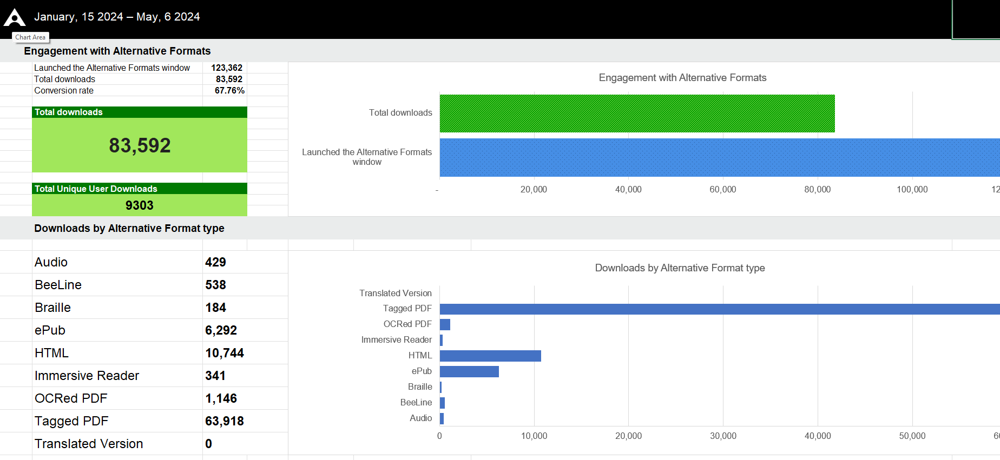 January, 15 2024 – May, 6 2024
Chart Area
Engagement with Alternative Formats
Launched the Alternative Formats window 123,362
Total downloads 83,592
Conversion rate 67.76%
Total downloads
83,592
Total Unique User Downloads
9303
Engagement with Alternative Formats
Total downloads
Launched the Alternative Formats
window
- 20,000 40,000 60,000 80,000 100,000
Downloads by Alternative Format type
Audio 429
BeeLine 538
Braille 184
ePub 6,292
HTML 10,744
Immersive Reader 341
OCRed PDF 1,146
Tagged PDF 63,918
Translated Version 0
Downloads by Alternative Format type
Translated Version
Tagged PDF
OCRed PDF
Immersive Reader
HTML
ePub
Braille
BeeLine
Audio
0 10,000 20,000 30,000 40,000 50,000